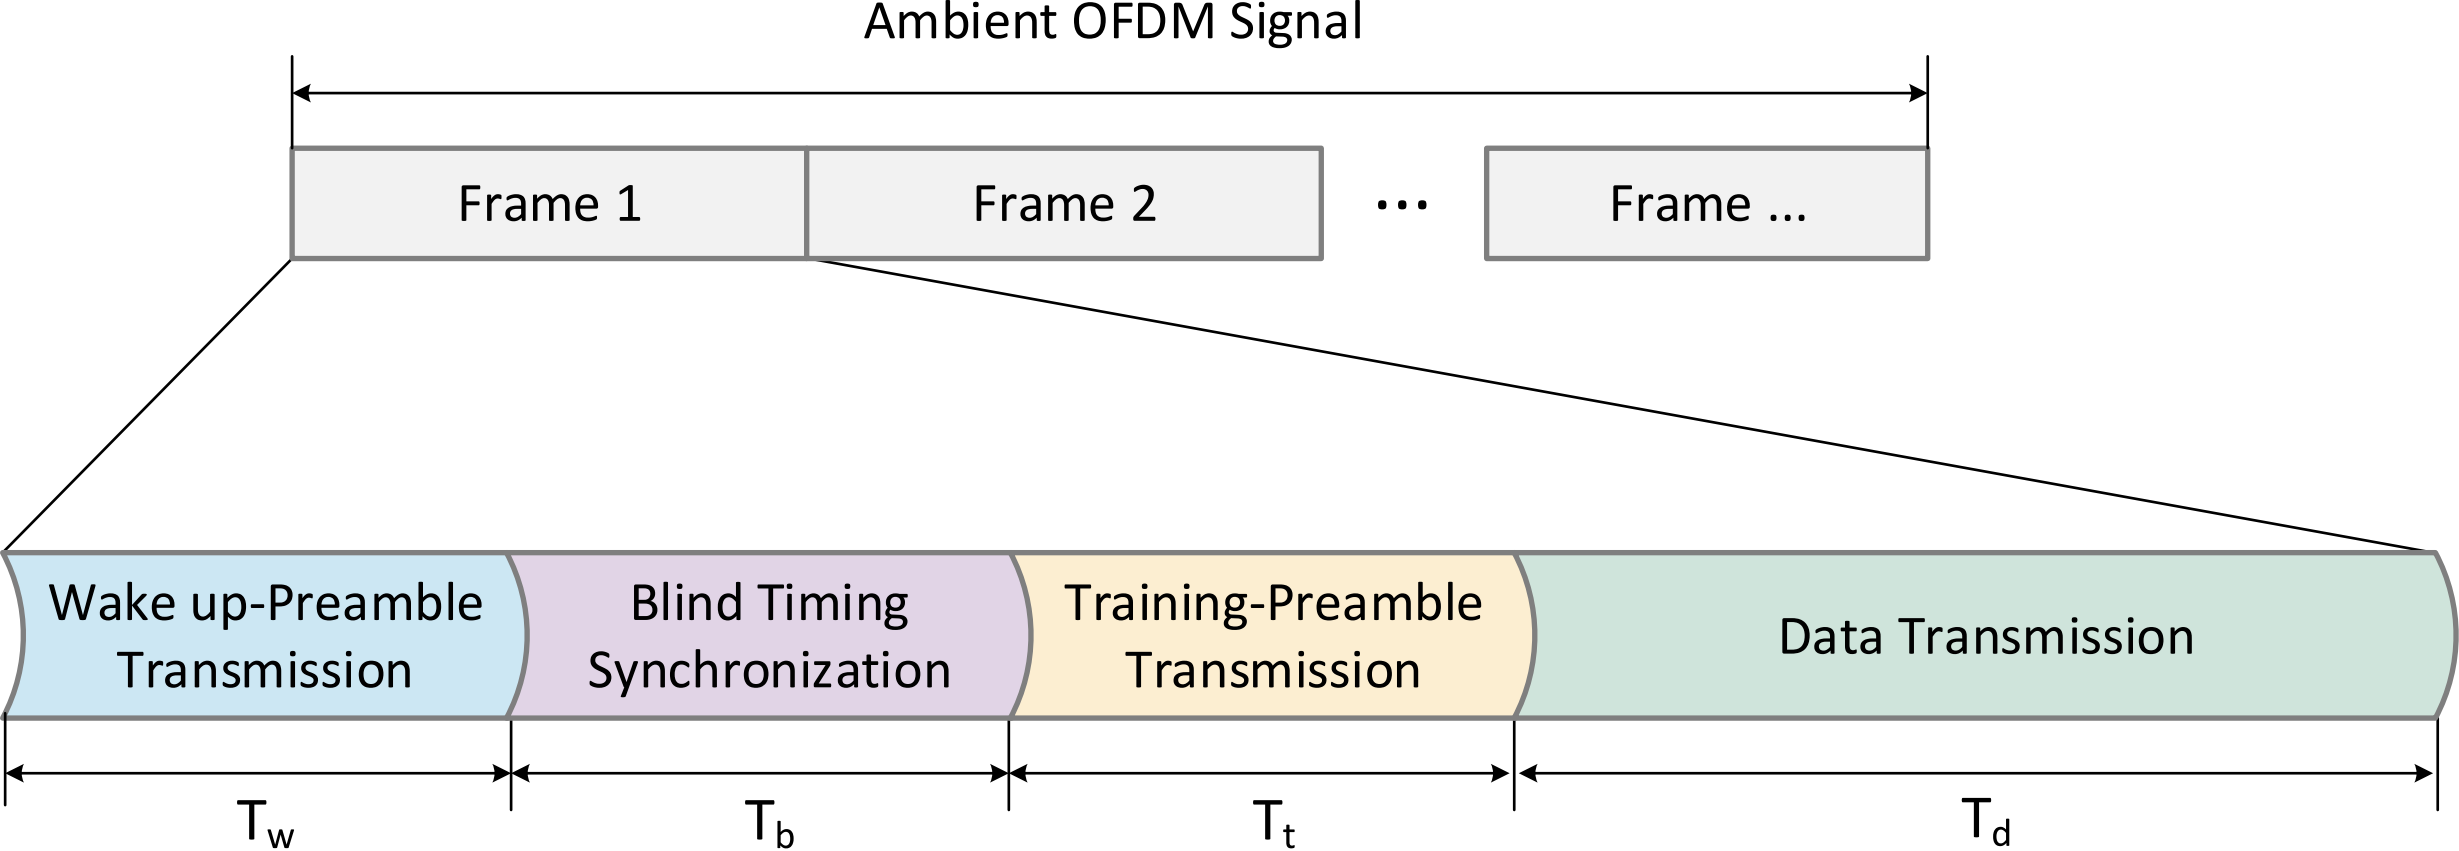 Ambient OFDM Signal
Frame 1
Frame 2
...
Frame ...
Wake up-Preamble
Transmission
Blind Timing
Synchronization
Training-Preamble
Transmission
Data Transmission
Tw
Tb
Tt
Td